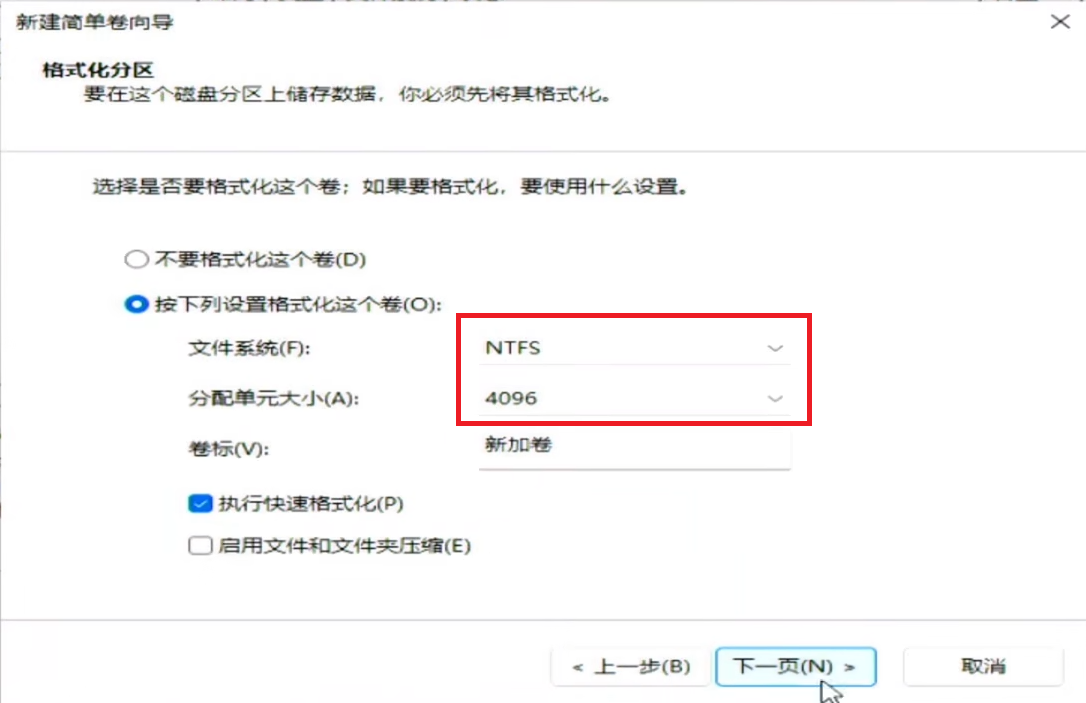 新建简单卷向导
格式化分区
要在这个磁盘分区上储存数据，你必须先将其格式化。
选择是否要格式化这个卷；如果要格式化，要使用什么设置。
不要格式化这个卷(D)
按下列设置格式化这个卷(O):
文件系统(F): NTFS
分配单元大小(A): 4096
卷标(V): 新加卷
执行快速格式化(P)
启用文件和文件夹压缩(E)
< 上一步(B) 下一页(N) > 取消